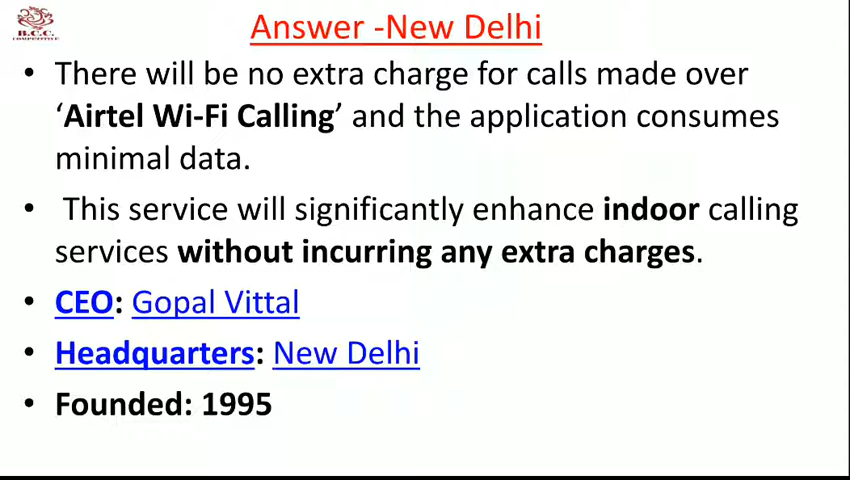 B.C.C.
Answer -New Delhi
• There will be no extra charge for calls made over
‘Airtel Wi-Fi Calling’ and the application consumes
minimal data.
• This service will significantly enhance indoor calling
services without incurring any extra charges.
• CEO: Gopal Vittal
• Headquarters: New Delhi
• Founded: 1995